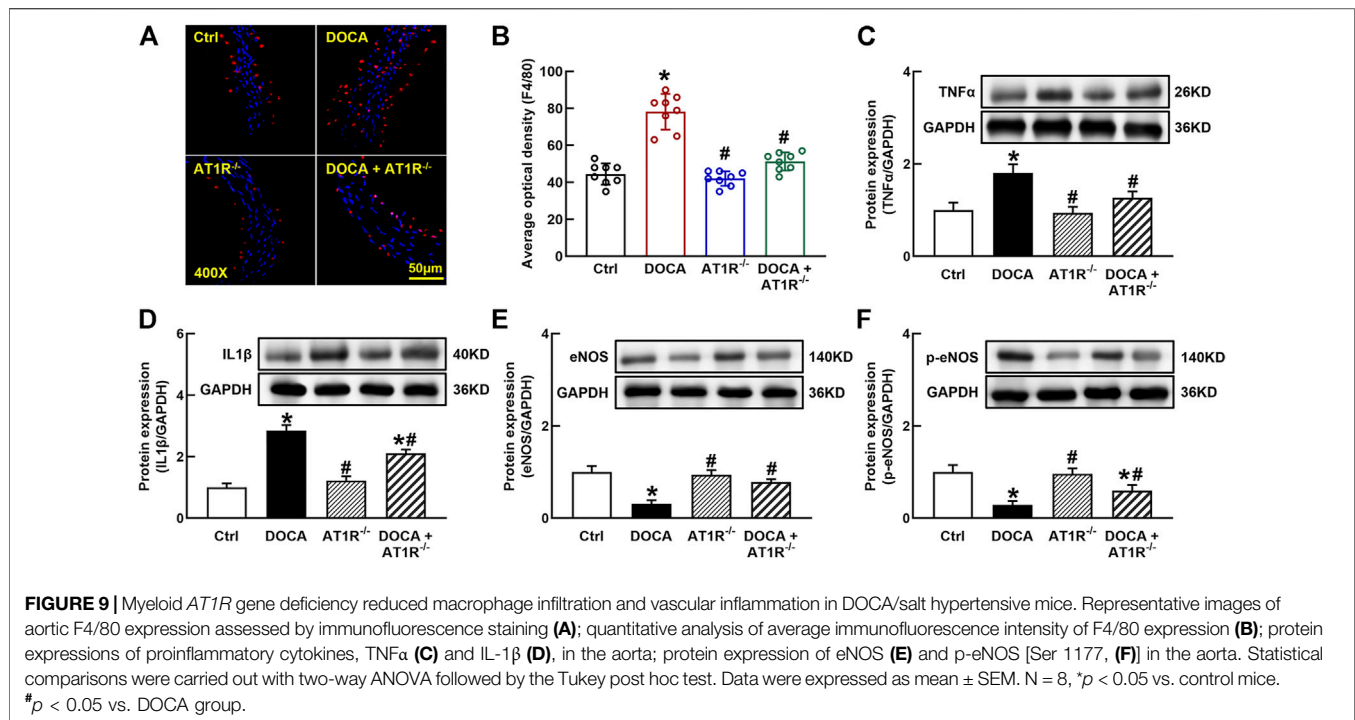 A
Ctrl
DOCA
AT1R-/-
DOCA + AT1R-/-
400X
50μm
B
Average optical density (F4/80)
100
80
60
40
20
0
*
#
#
Ctrl
DOCA
AT1R-/-
DOCA +
AT1R-/-
C
Protein expression
(TNFα/GAPDH)
4
2
0
TNFα
26KD
GAPDH
36KD
*
#
#
Ctrl
DOCA
AT1R-/-
DOCA +
AT1R-/-
D
Protein expression
(IL1β/GAPDH)
6
4
2
0
IL1β
40KD
GAPDH
36KD
*
#
*#
Ctrl
DOCA
AT1R-/-
DOCA +
AT1R-/-
E
Protein expression
(eNOS/GAPDH)
4
2
0
eNOS
140KD
GAPDH
36KD
*
#
#
Ctrl
DOCA
AT1R-/-
DOCA +
AT1R-/-
F
Protein expression
(p-eNOS/GAPDH)
4
2
0
p-eNOS
140KD
GAPDH
36KD
*
#
*#
Ctrl
DOCA
AT1R-/-
DOCA +
AT1R-/-
FIGURE 9 | Myeloid AT1R gene deficiency reduced macrophage infiltration and vascular inflammation in DOCA/salt hypertensive mice. Representative images of
aortic F4/80 expression assessed by immunofluorescence staining (A); quantitative analysis of average immunofluorescence intensity of F4/80 expression (B); protein
expressions of proinflammatory cytokines, TNFα (C) and IL-1β (D), in the aorta; protein expression of eNOS (E) and p-eNOS [Ser 1177, (F)] in the aorta. Statistical
comparisons were carried out with two-way ANOVA followed by the Tukey post hoc test. Data were expressed as mean ± SEM. N = 8, *p < 0.05 vs. control mice.
#p < 0.05 vs. DOCA group.